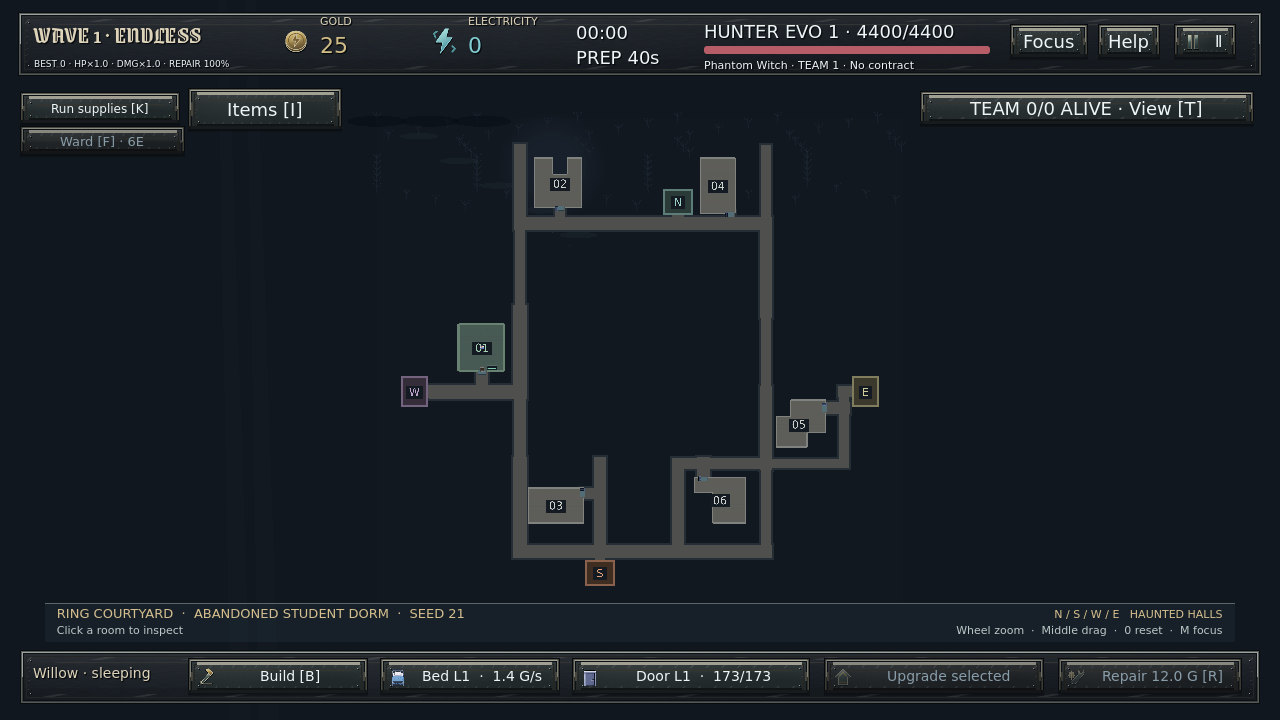 WAVE 1 · ENDLESS
BEST 0 · HP×1.0 · DMG×1.0 · REPAIR 100%
GOLD
25
ELECTRICITY
0
00:00
PREP 40s
HUNTER EVO 1 · 4400/4400
Phantom Witch · TEAM 1 · No contract
Focus
Help
Run supplies [K]
Items [I]
Ward [F] · 6E
TEAM 0/0 ALIVE · View [T]
02
04
N
01
W
E
05
03
06
S
RING COURTYARD · ABANDONED STUDENT DORM · SEED 21
Click a room to inspect
N / S / W / E HAUNTED HALLS
Wheel zoom · Middle drag · 0 reset · M focus
Willow · sleeping
Build [B]
Bed L1 · 1.4 G/s
Door L1 · 173/173
Upgrade selected
Repair 12.0 G [R]